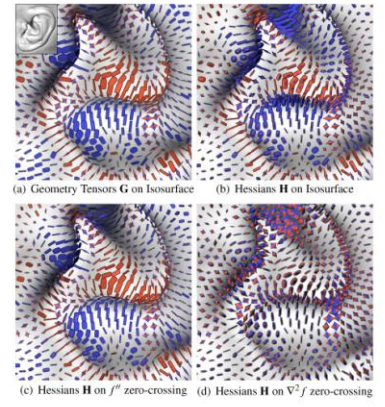 (a) Geometry Tensors G on Isosurface
(b) Hessians H on Isosurface
(c) Hessians H on f″ zero-crossing
(d) Hessians H on ∇²f zero-crossing